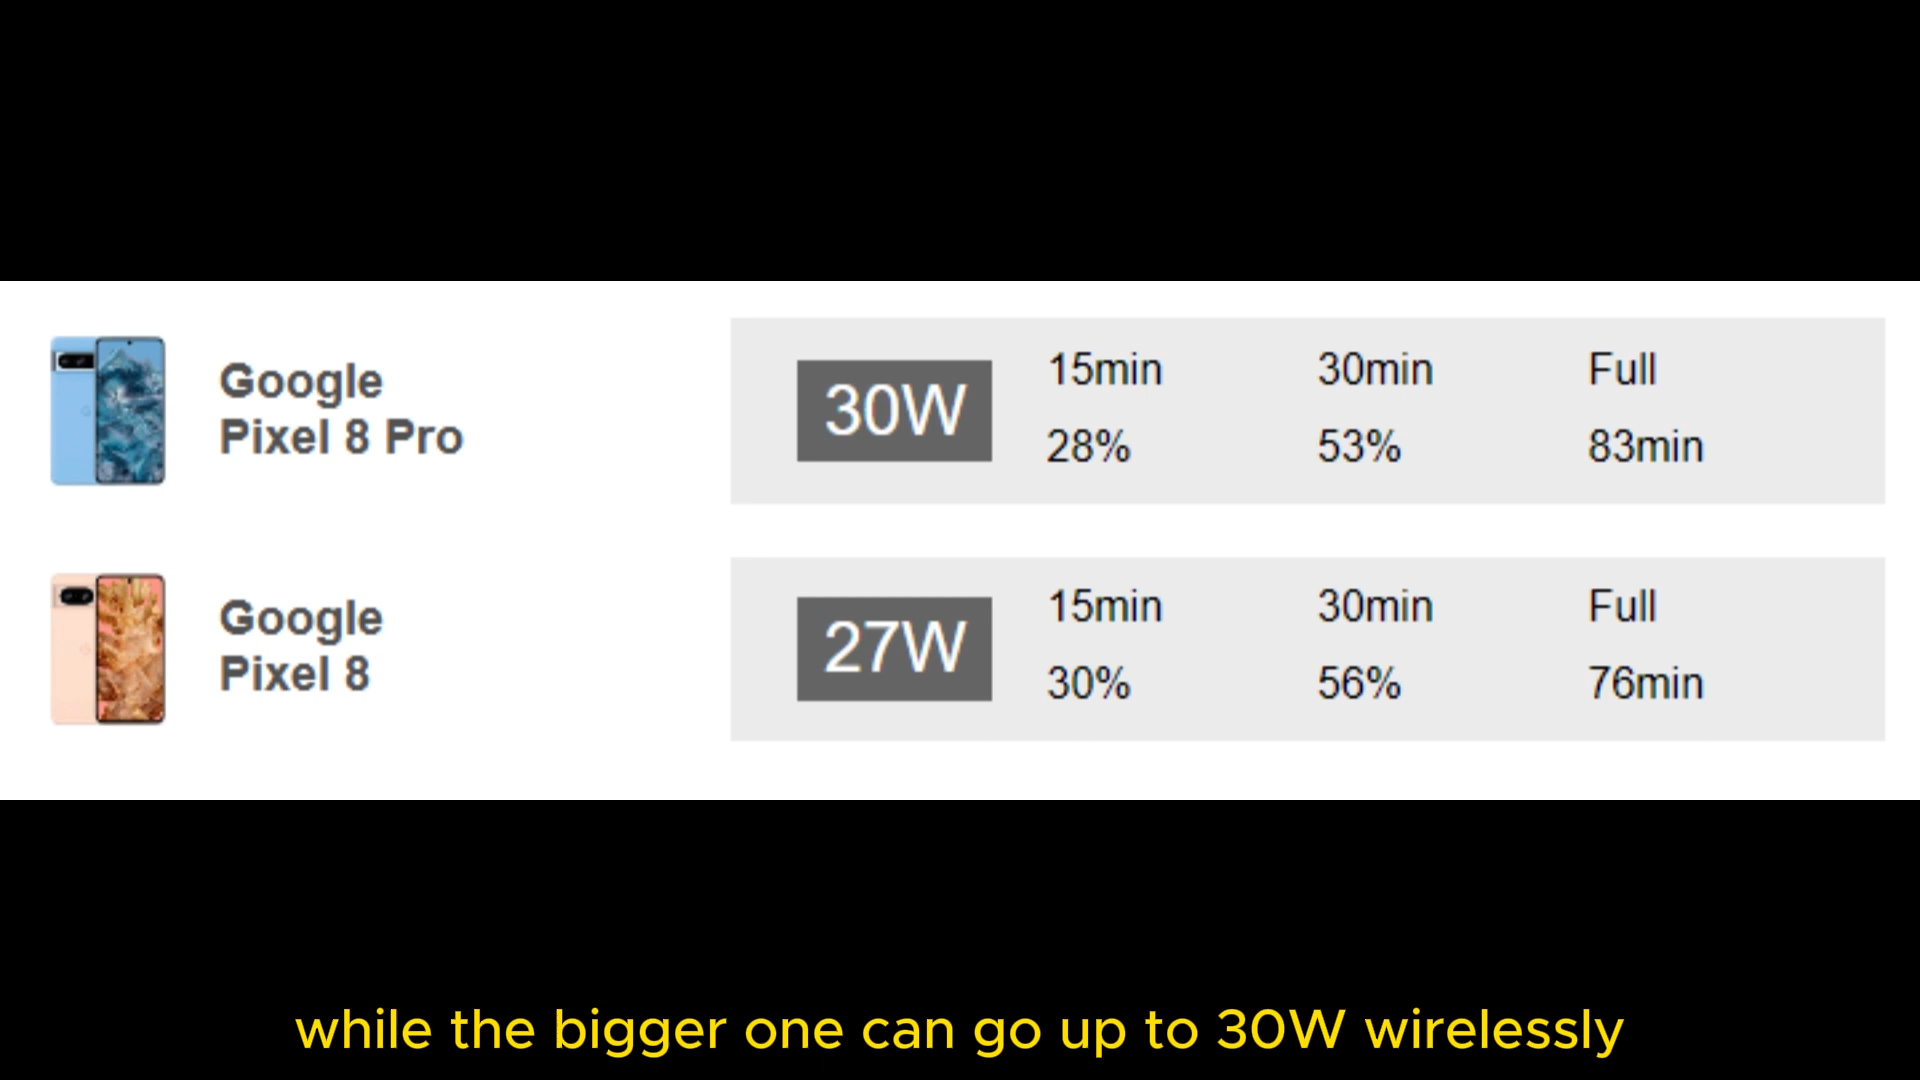 Google
Pixel 8 Pro
30W
15min 30min Full
28% 53% 83min
Google
Pixel 8
27W
15min 30min Full
30% 56% 76min
while the bigger one can go up to 30W wirelessly